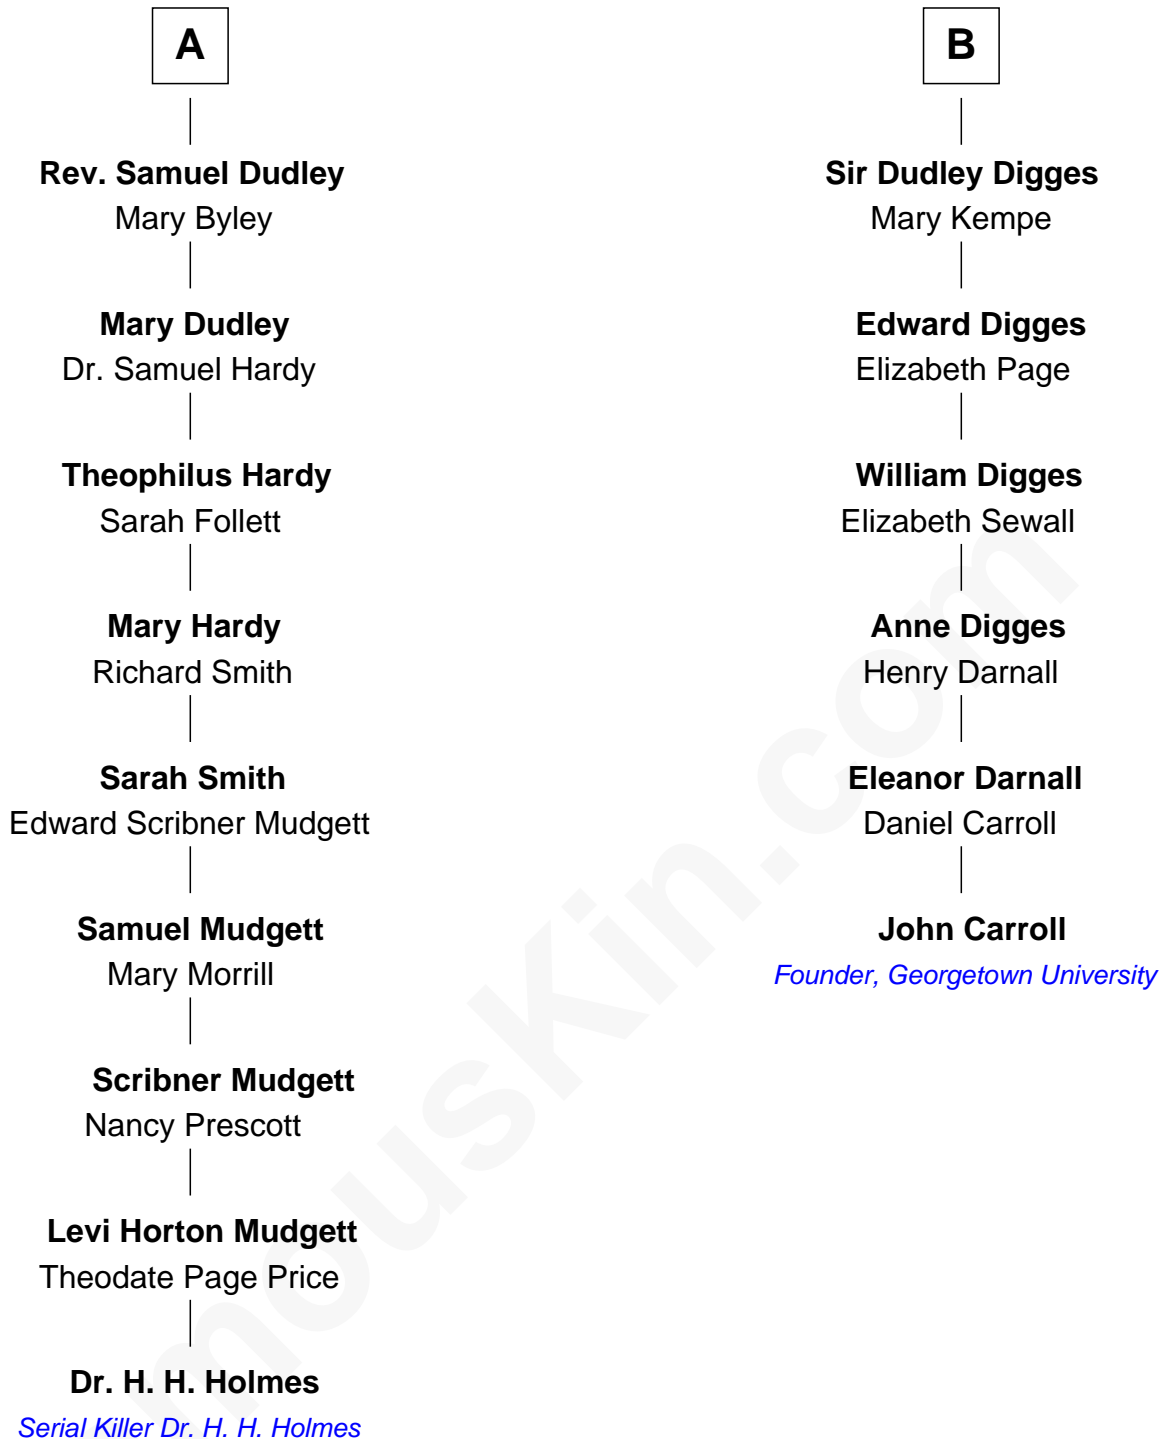 A
Rev. Samuel Dudley
Mary Byley
Mary Dudley
Dr. Samuel Hardy
Theophilus Hardy
Sarah Follett
Mary Hardy
Richard Smith
Sarah Smith
Edward Scribner Mudgett
Samuel Mudgett
Mary Morrill
Scribner Mudgett
Nancy Prescott
Levi Horton Mudgett
Theodate Page Price
Dr. H. H. Holmes
Serial Killer Dr. H. H. Holmes
B
Sir Dudley Digges
Mary Kempe
Edward Digges
Elizabeth Page
William Digges
Elizabeth Sewall
Anne Digges
Henry Darnall
Eleanor Darnall
Daniel Carroll
John Carroll
Founder, Georgetown University
mousKin.com